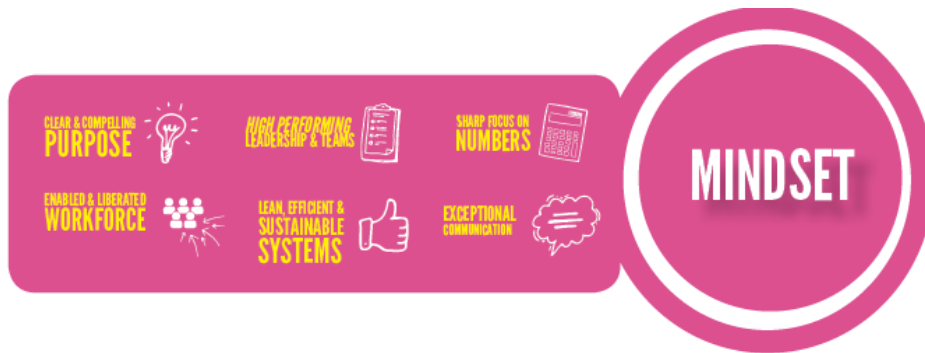 CLEAR & COMPELLING
PURPOSE
HIGH PERFORMING
LEADERSHIP & TEAMS
SHARP FOCUS ON
NUMBERS
ENABLED & LIBERATED
WORKFORCE
LEAN, EFFICIENT &
SUSTAINABLE
SYSTEMS
EXCEPTIONAL
COMMUNICATION
MINDSET